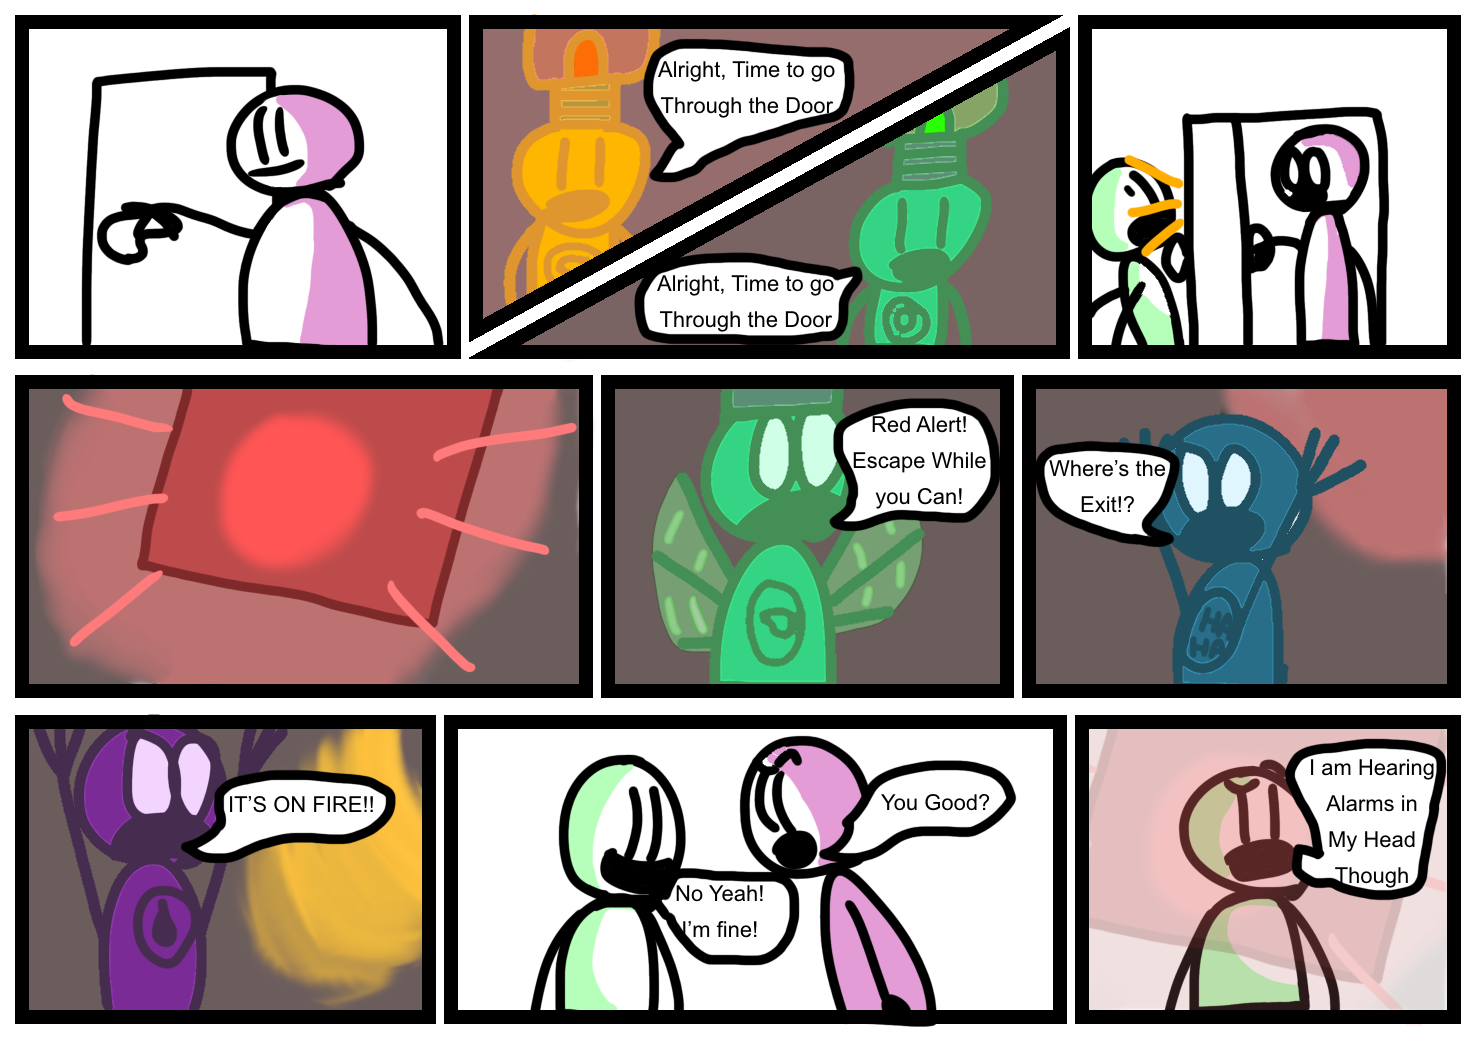 Alright, Time to go
Through the Door
Alright, Time to go
Through the Door
Red Alert!
Escape While
you Can!
Where’s the
Exit!?
HA
HA
IT’S ON FIRE!!
You Good?
No Yeah!
I’m fine!
I am Hearing
Alarms in
My Head
Though